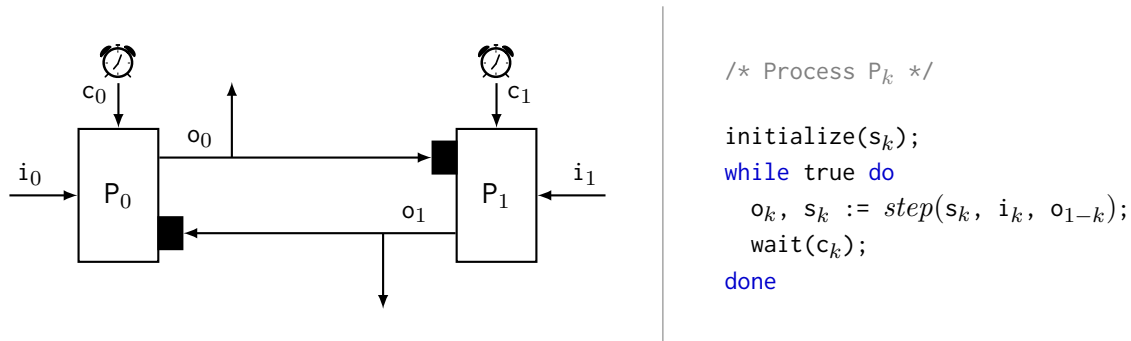 c₀
c₁
o₀
i₀
P₀
P₁
i₁
o₁
/* Process Pₖ */
initialize(sₖ);
while true do
oₖ, sₖ := step(sₖ, iₖ, o₁₋ₖ);
wait(cₖ);
done